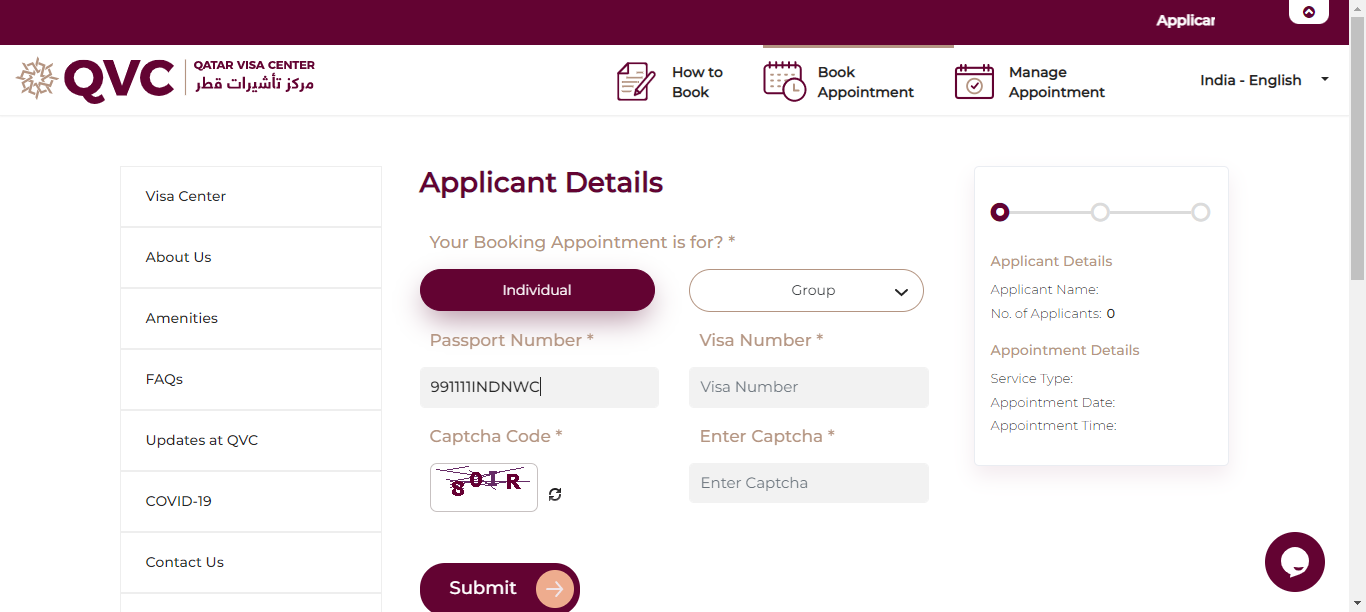 Applicar
QVC
QATAR VISA CENTER
مركز تأشيرات قطر
How to
Book
Book
Appointment
Manage
Appointment
India - English
Visa Center
About Us
Amenities
FAQs
Updates at QVC
COVID-19
Contact Us
Applicant Details
Your Booking Appointment is for? *
Individual
Group
Passport Number *
Visa Number *
991111INDNWC
Visa Number
Captcha Code *
Enter Captcha *
80IR
Enter Captcha
Submit
Applicant Details
Applicant Name:
No. of Applicants: 0
Appointment Details
Service Type:
Appointment Date:
Appointment Time: